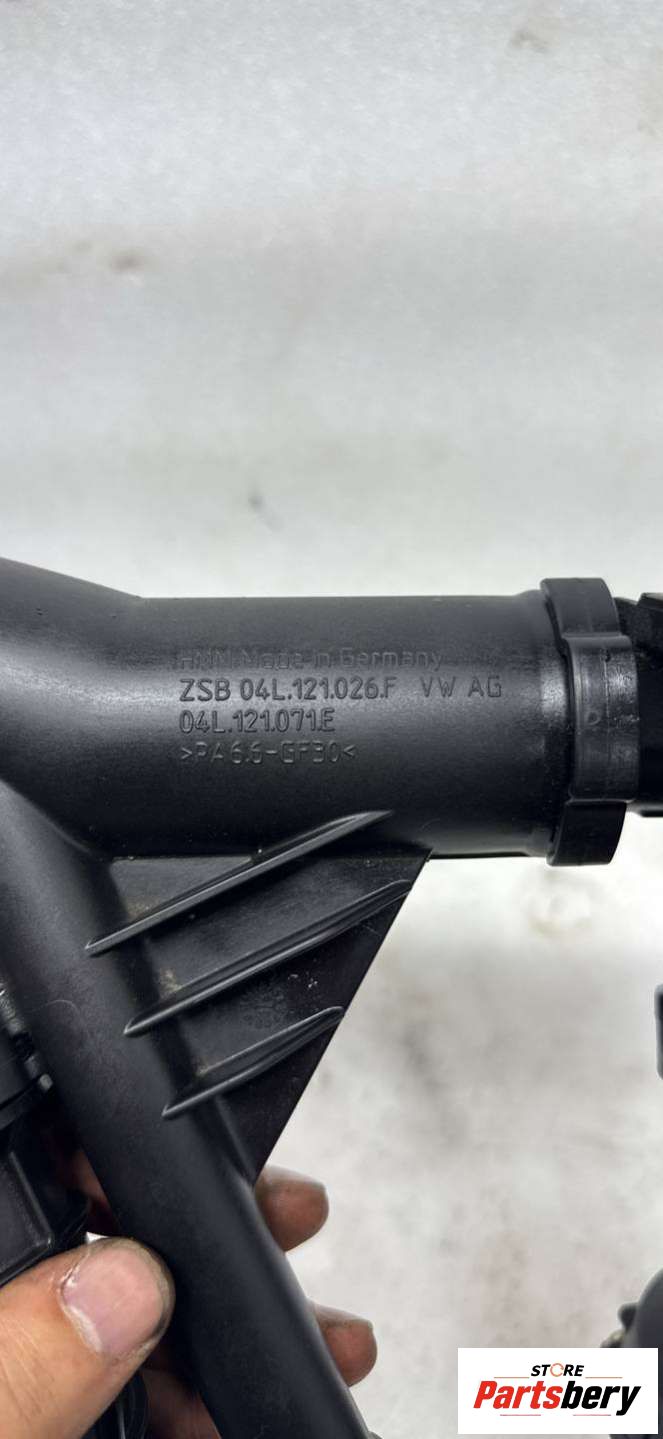 Made in Germany
ZSB 04L.121.026.F VW AG
04L.121.071.E
>PA6.6-GF30<
STORE
Partsbery